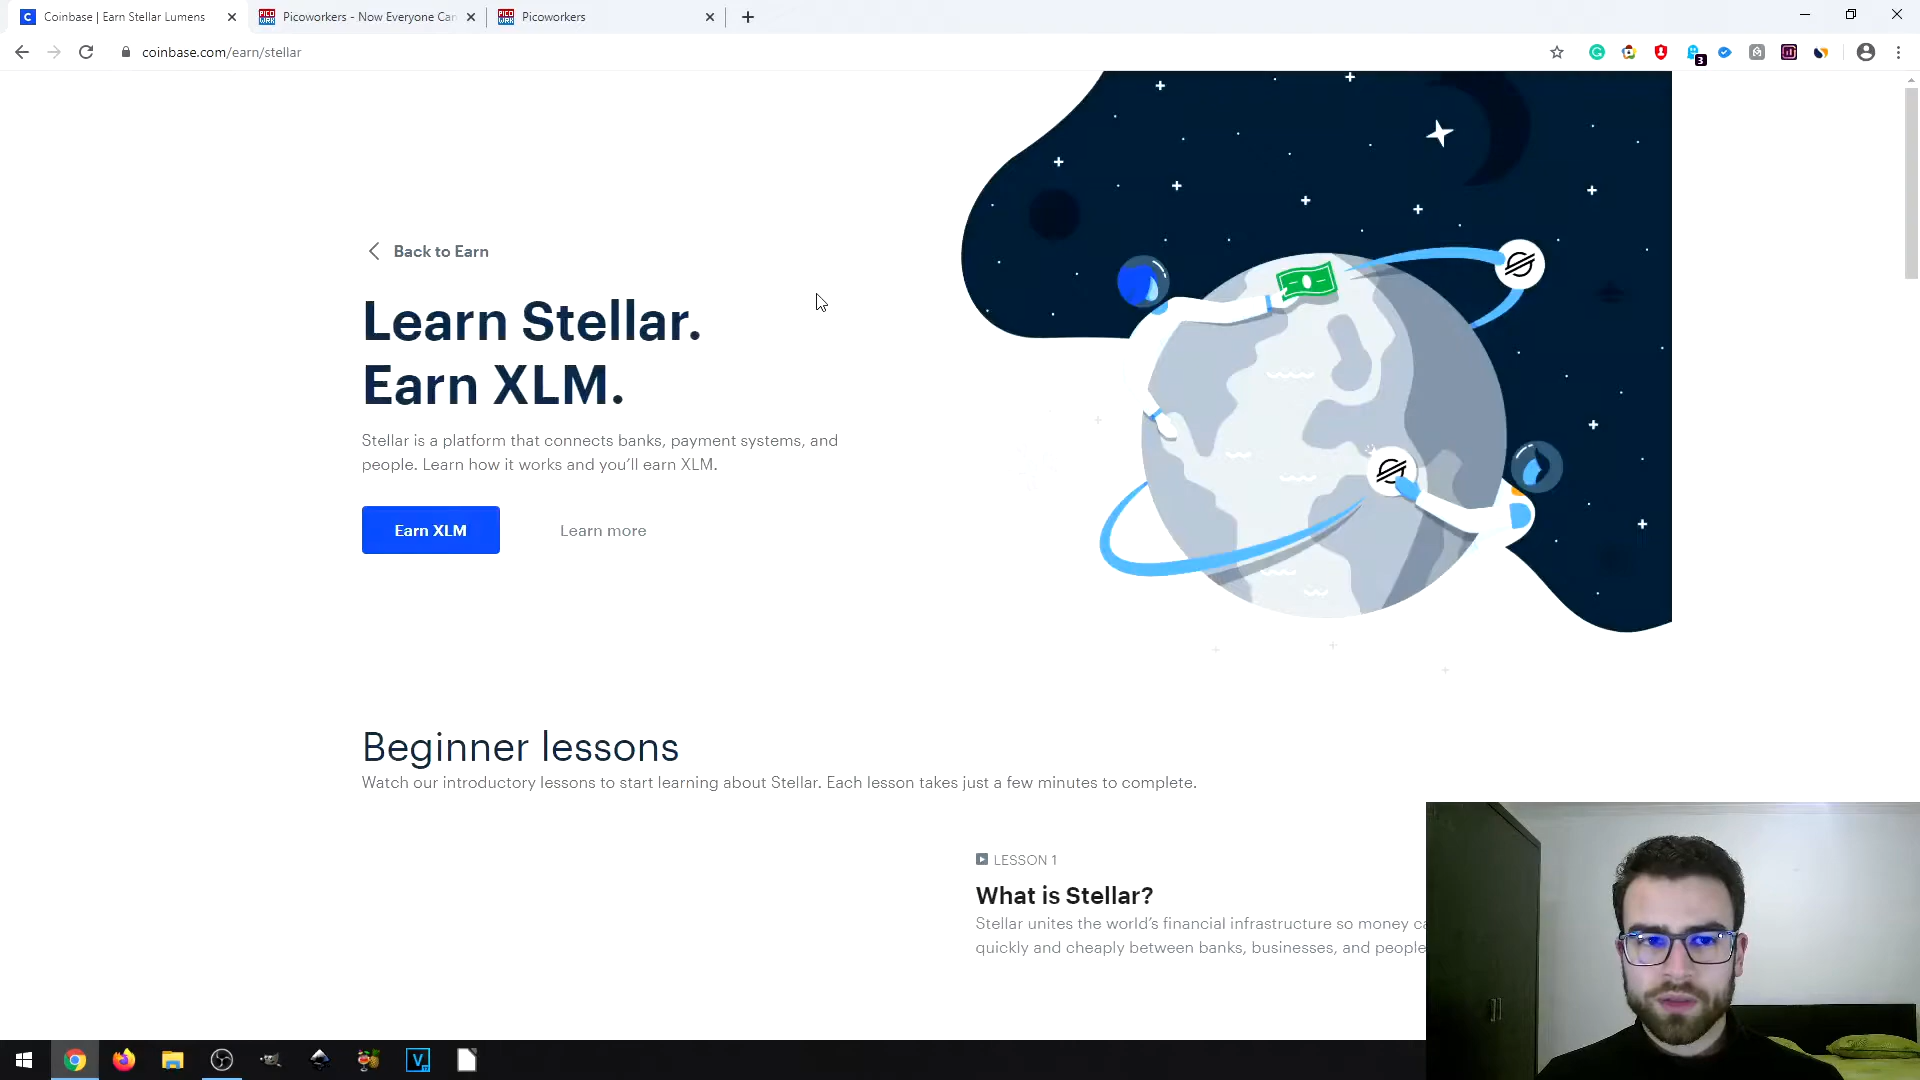 Coinbase | Earn Stellar Lumens
Picoworkers - Now Everyone Can
Picoworkers
coinbase.com/earn/stellar
3
Back to Earn
Learn Stellar.
Earn XLM.
Stellar is a platform that connects banks, payment systems, and
people. Learn how it works and you'll earn XLM.
Earn XLM
Learn more
Beginner lessons
Watch our introductory lessons to start learning about Stellar. Each lesson takes just a few minutes to complete.
LESSON 1
What is Stellar?
Stellar unites the world's financial infrastructure so money ca
quickly and cheaply between banks, businesses, and people